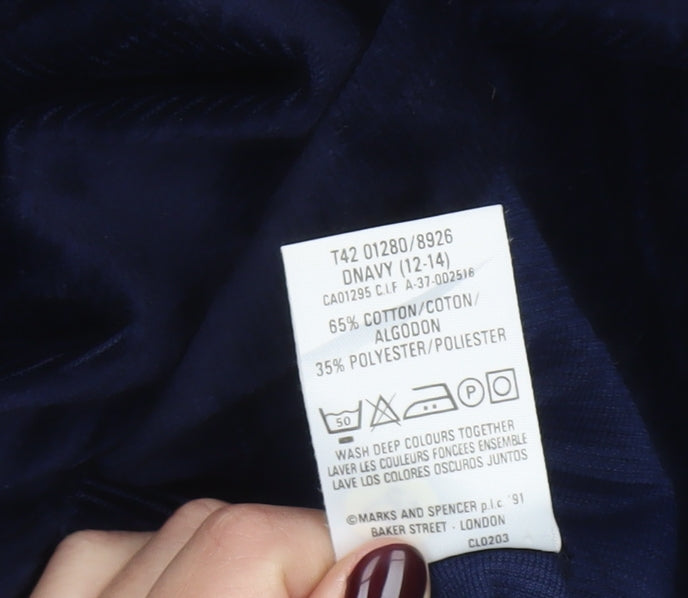 T42 01280/8926
DNAVY (12-14)
CA01295 C.I.F A-37-002516
65% COTTON/COTON/
ALGODON
35% POLYESTER/POLIESTER
50 P
WASH DEEP COLOURS TOGETHER
LAVER LES COULEURS FONCEES ENSEMBLE
LAVE LOS COLORES OSCUROS JUNTOS
©MARKS AND SPENCER p.l.c. '91
BAKER STREET · LONDON
CL0203